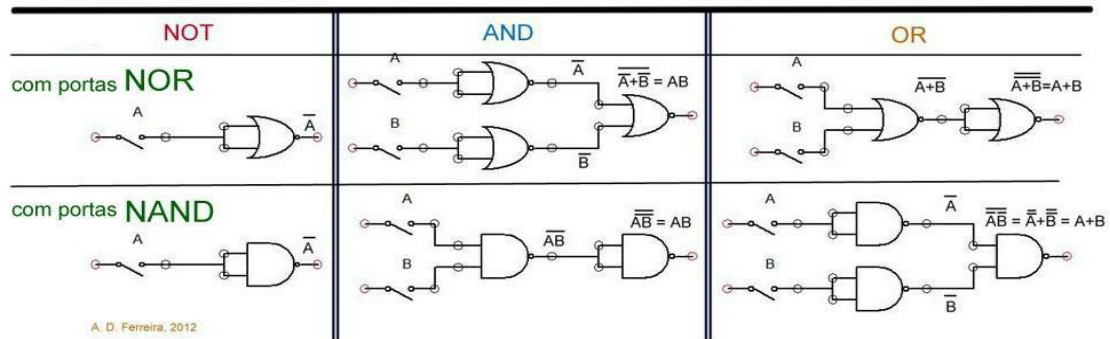 NOT AND OR
com portas NOR
A
A̅
A
A̅
B
B̅
A̅+B̅ = AB
A
B
A+B
A+B=A+B
com portas NAND
A
A̅
A
B
AB
AB = AB
A
A̅
B
B̅
AB = A̅+B̅ = A+B
A. D. Ferreira, 2012